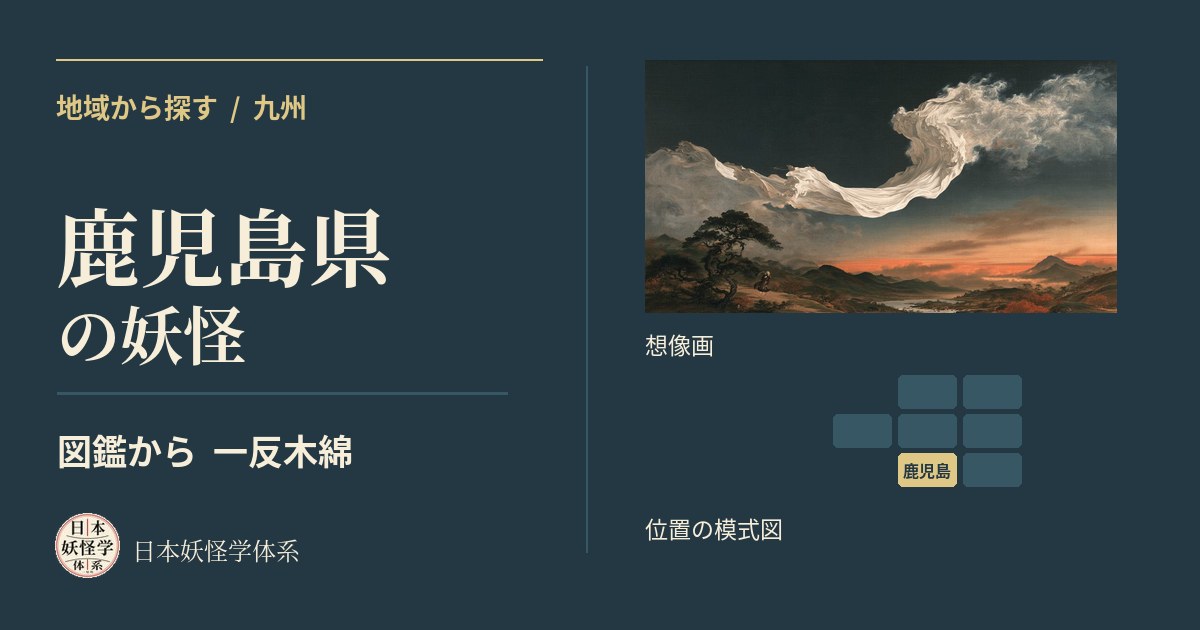 地域から探す / 九州
鹿児島県
の妖怪
図鑑から 一反木綿
日本
妖怪学
体系
日本妖怪学体系
想像画
鹿児島
位置の模式図